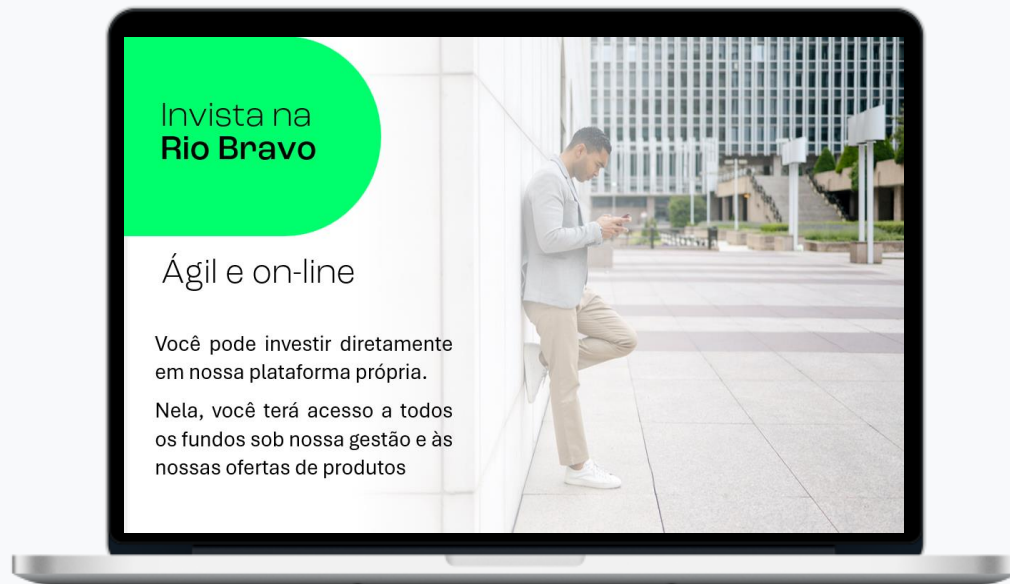 Invista na
Rio Bravo
Ágil e on-line
Você pode investir diretamente
em nossa plataforma própria.
Nela, você terá acesso a todos
os fundos sob nossa gestão e às
nossas ofertas de produtos